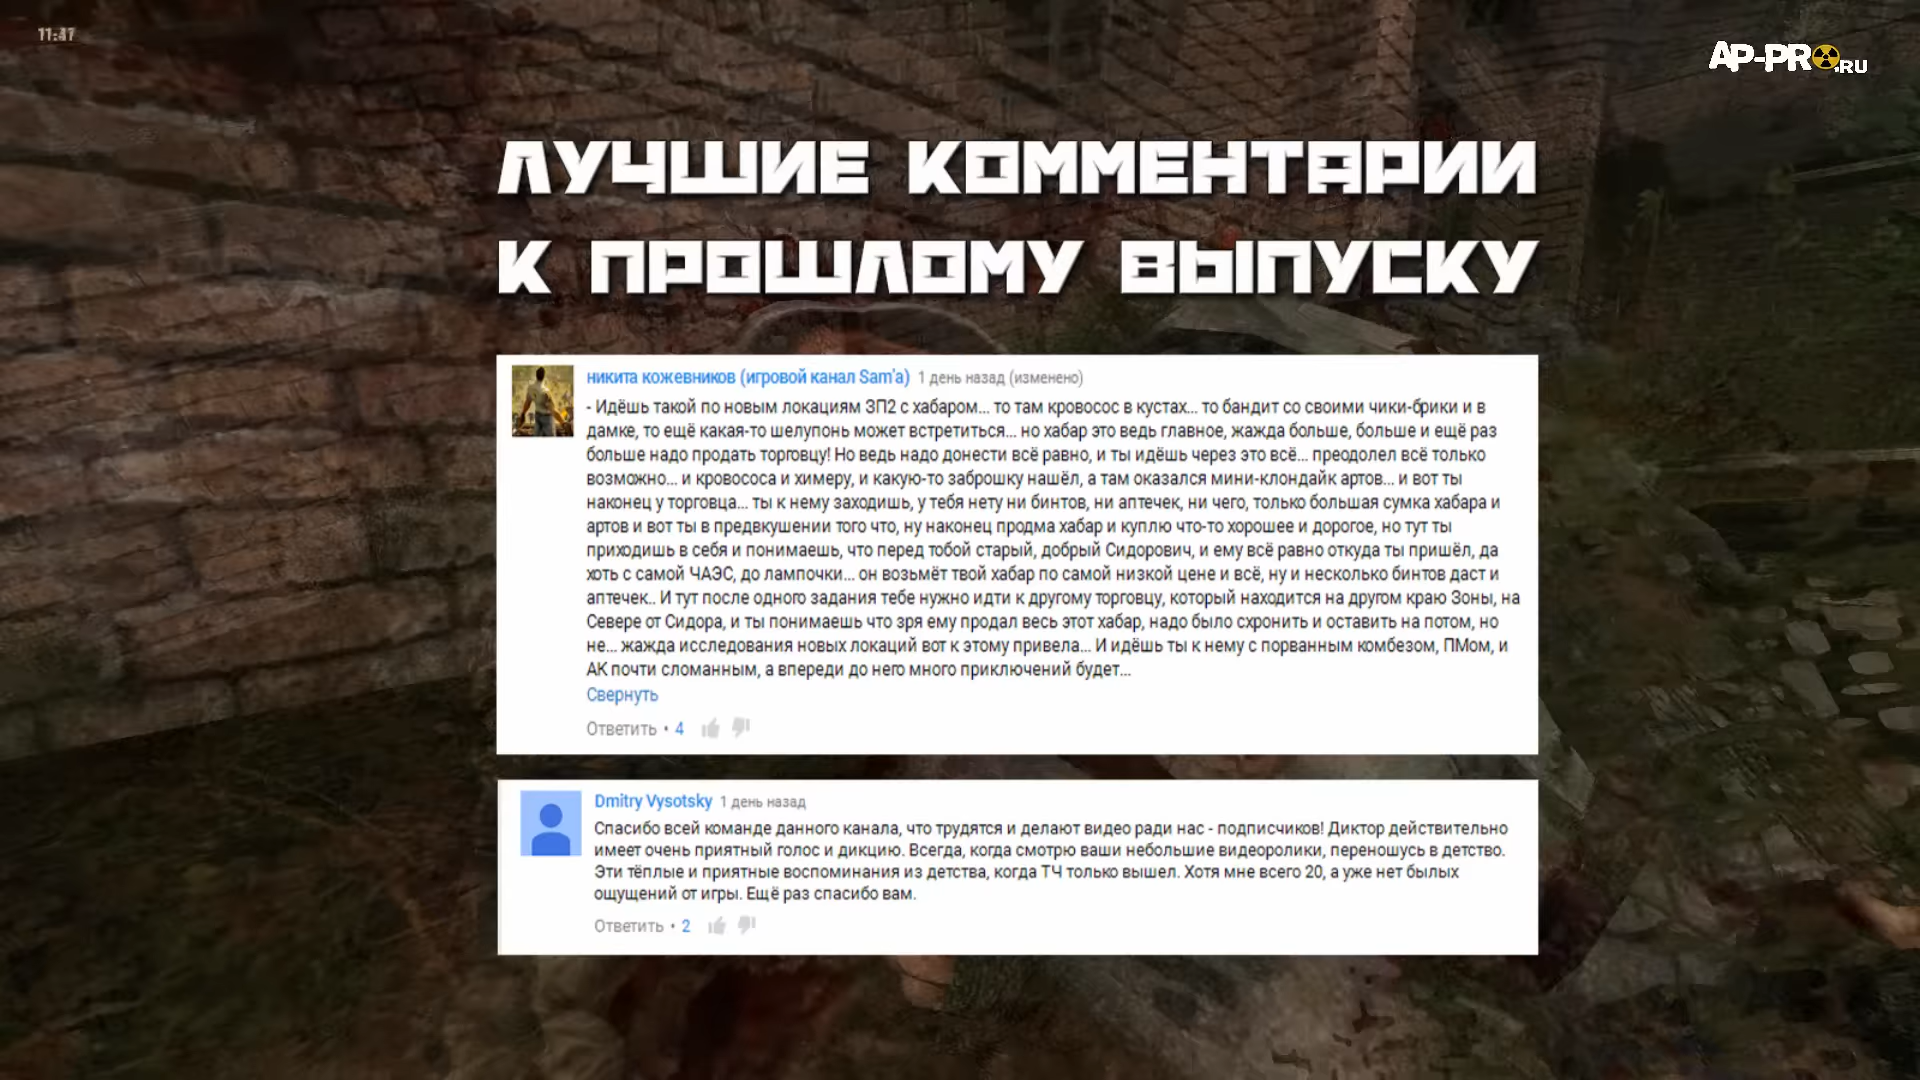 11:47
AP-PRO.RU
ЛУЧШИЕ КОММЕНТАРИИ
К ПРОШЛОМУ ВЫПУСКУ
никита кожевников (игровой канал Sam'a) 1 день назад (изменено)
- Идёшь такой по новым локациям ЗП2 с хабаром... то там кровосос в кустах... то бандит со своими чики-брики и в
дамке, то ещё какая-то шелупонь может встретиться... но хабар это ведь главное, жажда больше, больше и ещё раз
больше надо продать торговцу! Но ведь надо донести всё равно, и ты идёшь через это всё... преодолел всё только
возможно... и кровососа и химеру, и какую-то заброшку нашёл, а там оказался мини-клондайк артов... и вот ты
наконец у торговца... ты к нему заходишь, у тебя нету ни бинтов, ни аптечек, ни чего, только большая сумка хабара и
артов и вот ты в предвкушении того что, ну наконец продма хабар и куплю что-то хорошее и дорогое, но тут ты
приходишь в себя и понимаешь, что перед тобой старый, добрый Сидорович, и ему всё равно откуда ты пришёл, да
хоть с самой ЧАЭС, до лампочки... он возьмёт твой хабар по самой низкой цене и всё, ну и несколько бинтов даст и
аптечек.. И тут после одного задания тебе нужно идти к другому торговцу, который находится на другом краю Зоны, на
Севере от Сидора, и ты понимаешь что зря ему продал весь этот хабар, надо было схронить и оставить на потом, но
не... жажда исследования новых локаций вот к этому привела... И идёшь ты к нему с порванным комбезом, ПМом, и
АК почти сломанным, а впереди до него много приключений будет...
Свернуть
Ответить • 4
Dmitry Vysotsky 1 день назад
Спасибо всей команде данного канала, что трудятся и делают видео ради нас - подписчиков! Диктор действительно
имеет очень приятный голос и дикцию. Всегда, когда смотрю ваши небольшие видеоролики, переношусь в детство.
Эти тёплые и приятные воспоминания из детства, когда ТЧ только вышел. Хотя мне всего 20, а уже нет былых
ощущений от игры. Ещё раз спасибо вам.
Ответить • 2